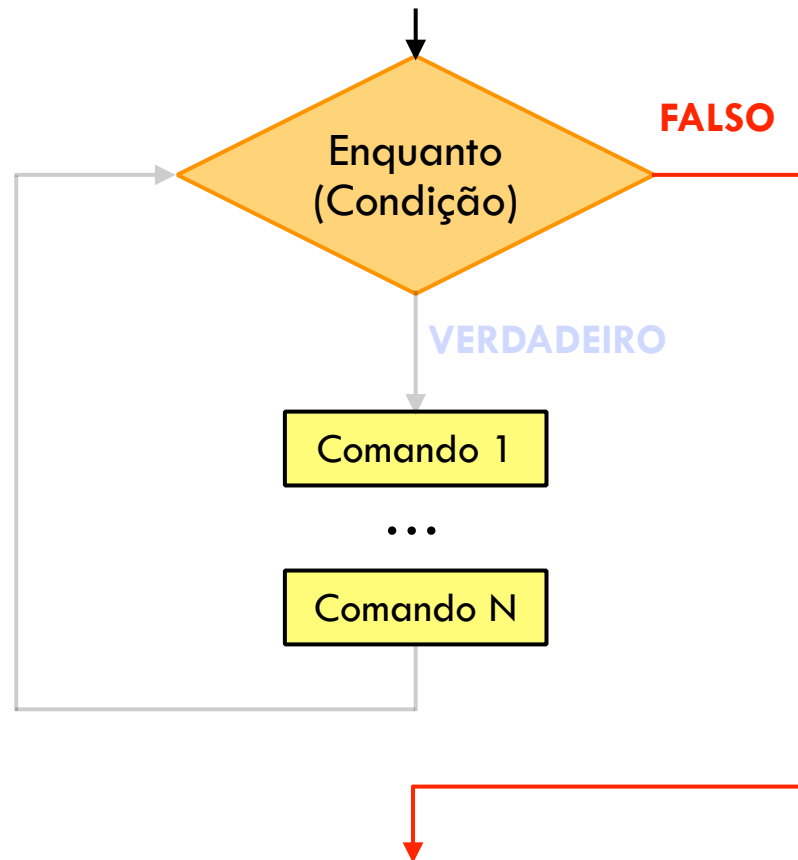 FALSO
Enquanto
(Condição)
VERDADEIRO
Comando 1
...
Comando N